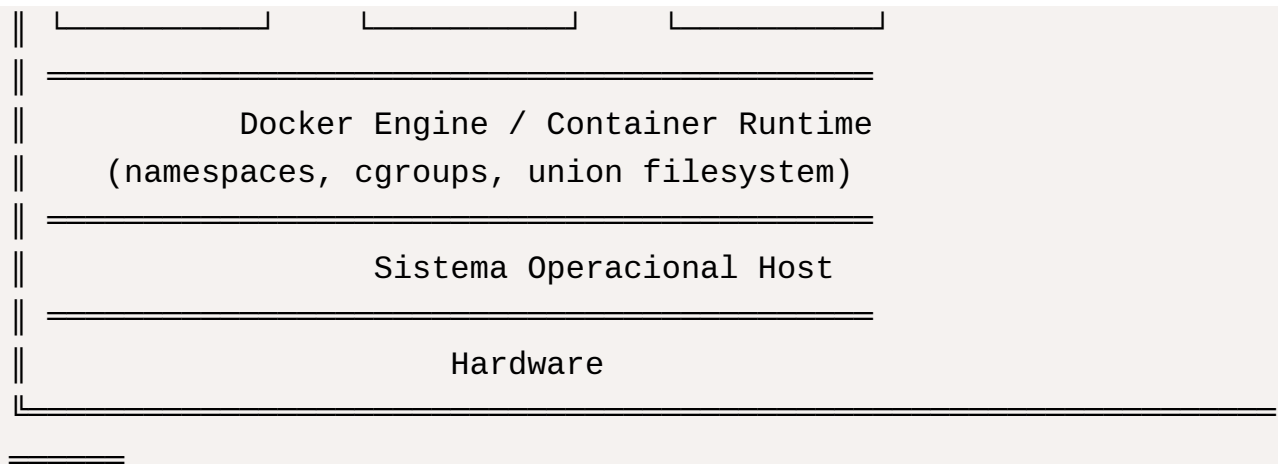 Docker Engine / Container Runtime
(namespaces, cgroups, union filesystem)
Sistema Operacional Host
Hardware